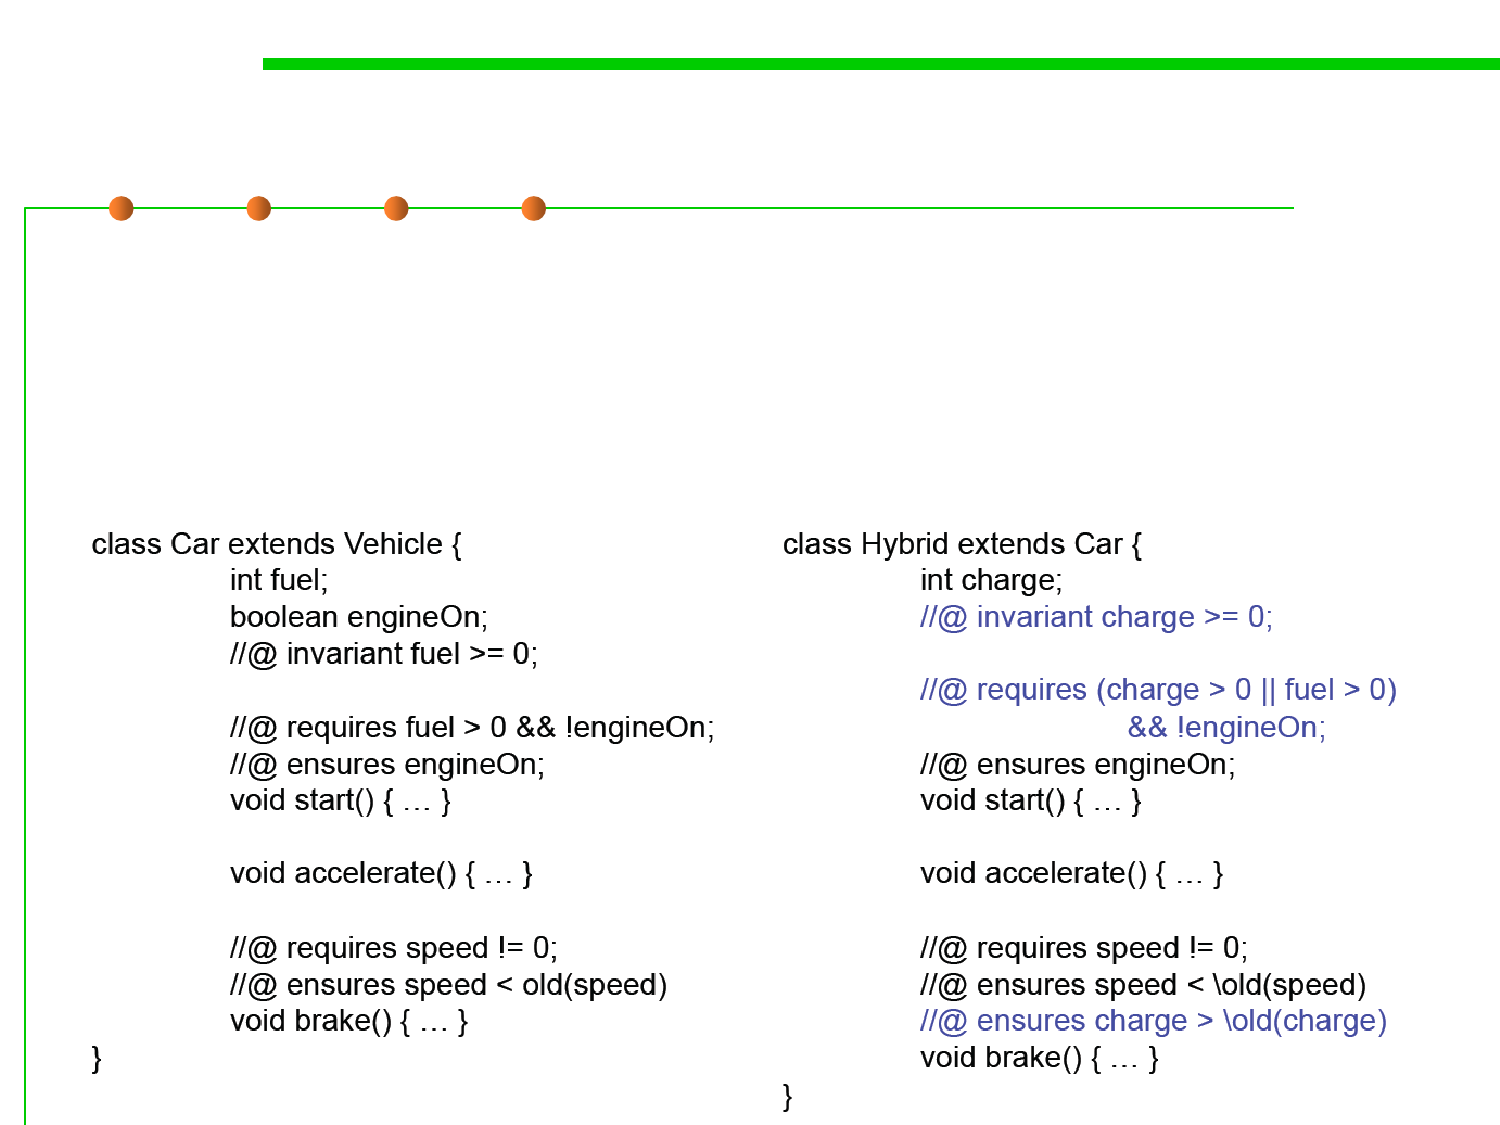 class Car extends Vehicle {
int fuel;
boolean engineOn;
//@ invariant fuel >= 0;
//@ requires fuel > 0 && !engineOn;
//@ ensures engineOn;
void start() { … }
void accelerate() { … }
//@ requires speed != 0;
//@ ensures speed < old(speed)
void brake() { … }
}
class Hybrid extends Car {
int charge;
//@ invariant charge >= 0;
//@ requires (charge > 0 || fuel > 0)
&& !engineOn;
//@ ensures engineOn;
void start() { … }
void accelerate() { … }
//@ requires speed != 0;
//@ ensures speed < \old(speed)
//@ ensures charge > \old(charge)
void brake() { … }
}